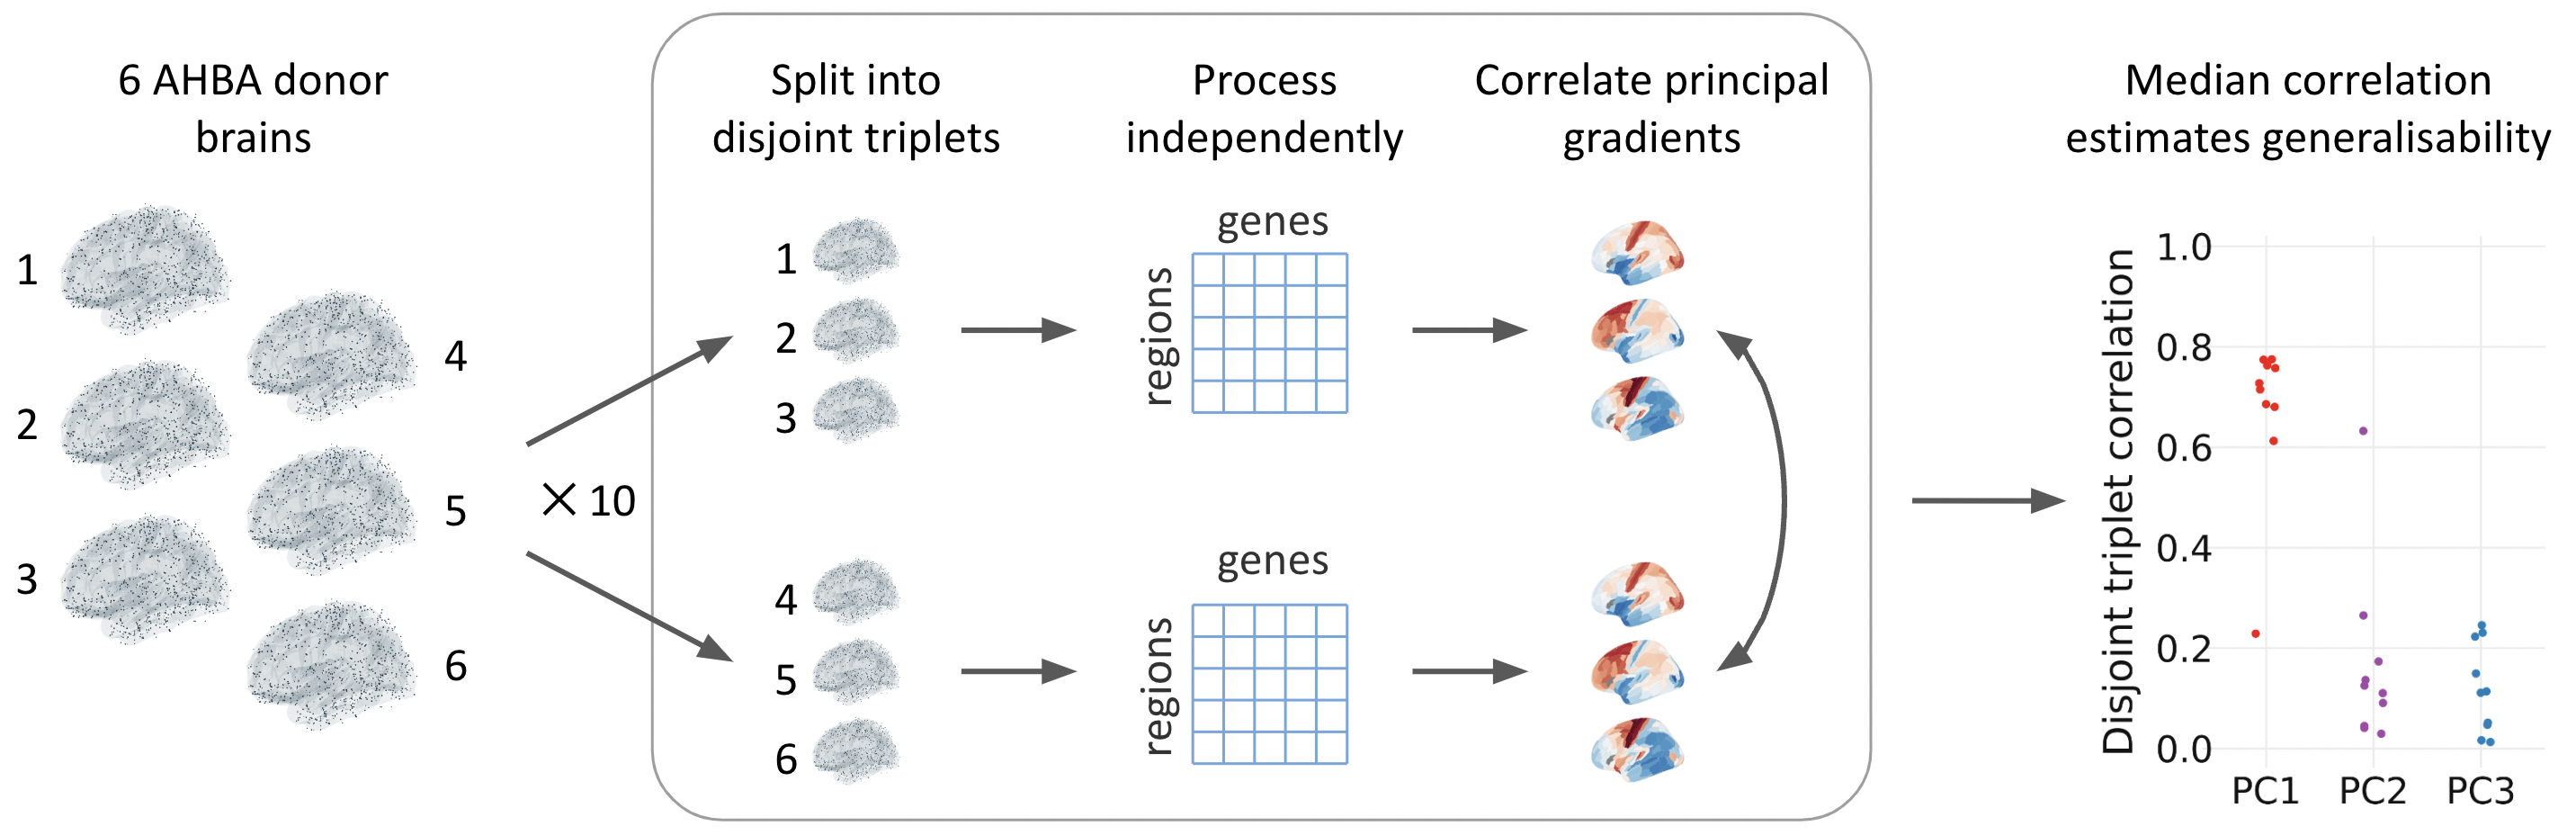 6 AHBA donor
brains
1
2
3
4
5
6
× 10
Split into
disjoint triplets
1
2
3
4
5
6
Process
independently
genes
regions
genes
regions
Correlate principal
gradients
Median correlation
estimates generalisability
Disjoint triplet correlation
1.0
0.8
0.6
0.4
0.2
0.0
PC1 PC2 PC3